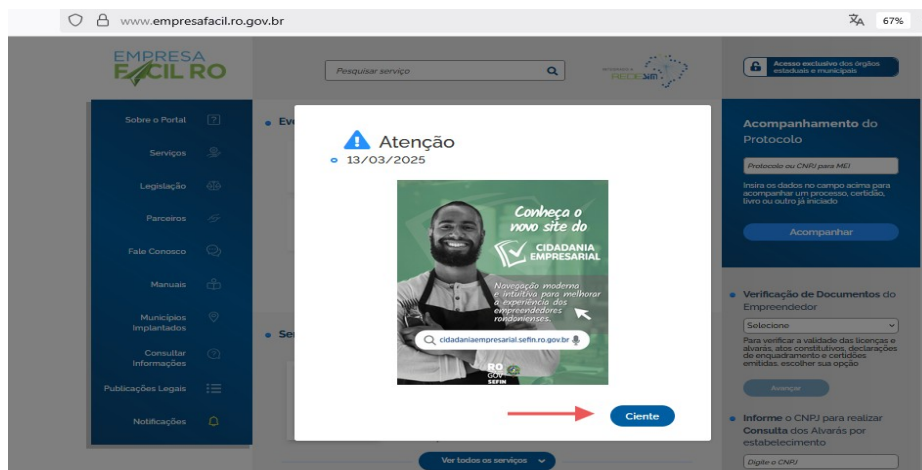 www.empresafacil.ro.gov.br
67%
EMPRESA
FÁCIL RO
Pesquisar serviço
REDESIM
Acesso exclusivo dos órgãos
estaduais e municipais
Sobre o Portal
Serviços
Legislação
Parceiros
Fale Conosco
Manuais
Municípios
Implantados
Consultar
Informações
Publicações Legais
Notificações
Eve
Se
Atenção
13/03/2025
Conheça o
novo site do
CIDADANIA
EMPRESARIAL
Navegação moderna
e intuitiva para melhorar
a experiência dos
empreendedores
rondonienses.
cidadaniaempresarial.sefin.ro.gov.br
RO
GOV
SEFIN
Ciente
Ver todos os serviços
Acompanhamento do
Protocolo
Protocolo ou CNPJ para MEI
Insira os dados no campo acima para
acompanhar um processo, certidão,
livro ou outro já iniciado
Acompanhar
Verificação de Documentos do
Empreendedor
Selecione
Para verificar a validade das licenças e
alvarás, atos constitutivos, declarações
de enquadramento e certidões
emitidas, escolher sua opção
Avançar
Informe o CNPJ para realizar
Consulta dos Alvarás por
estabelecimento
Digite o CNPJ